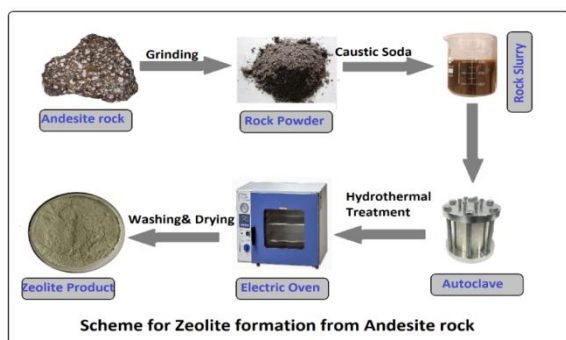 Grinding
Caustic Soda
Andesite rock
Rock Powder
Rock Slurry
Washing& Drying
Hydrothermal
Treatment
Zeolite Product
Electric Oven
Autoclave
Scheme for Zeolite formation from Andesite rock